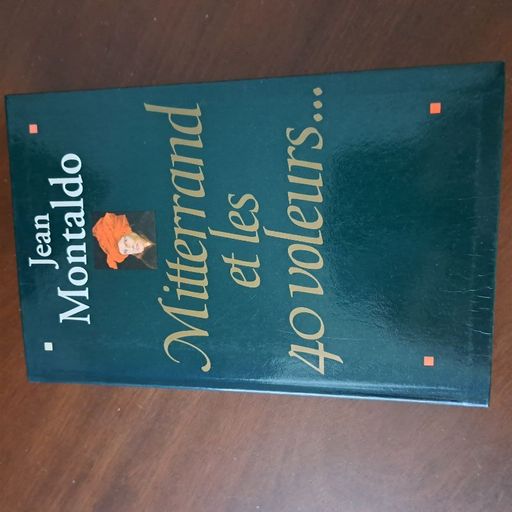 Jean
Montaldo
Mitterrand
et les
40 voleurs...